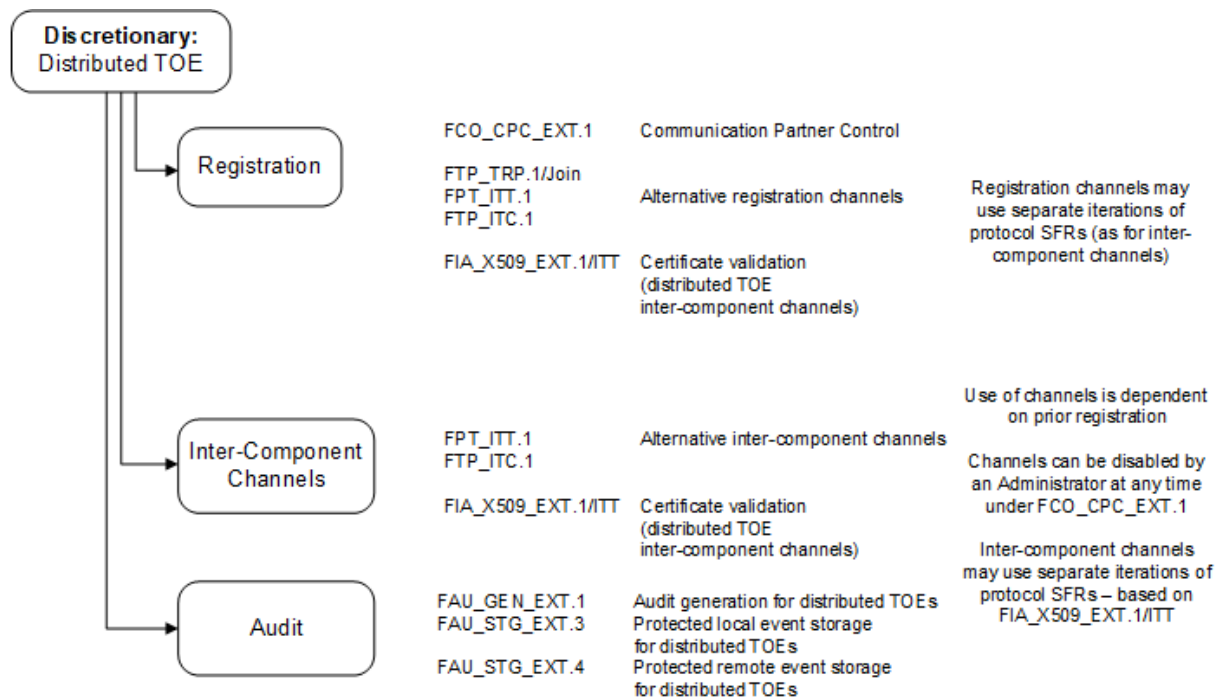 Discretionary:
Distributed TOE
Registration
FCO_CPC_EXT.1 Communication Partner Control
FTP_TRP.1/Join
FPT_ITT.1 Alternative registration channels
FTP_ITC.1
FIA_X509_EXT.1/ITT Certificate validation
(distributed TOE
inter-component channels)
Registration channels may
use separate iterations of
protocol SFRs (as for inter-
component channels)
Inter-Component
Channels
FPT_ITT.1 Alternative inter-component channels
FTP_ITC.1
FIA_X509_EXT.1/ITT Certificate validation
(distributed TOE
inter-component channels)
Use of channels is dependent
on prior registration
Channels can be disabled by
an Administrator at any time
under FCO_CPC_EXT.1
Inter-component channels
may use separate iterations of
protocol SFRs – based on
FIA_X509_EXT.1/ITT
Audit
FAU_GEN_EXT.1 Audit generation for distributed TOEs
FAU_STG_EXT.3 Protected local event storage
for distributed TOEs
FAU_STG_EXT.4 Protected remote event storage
for distributed TOEs